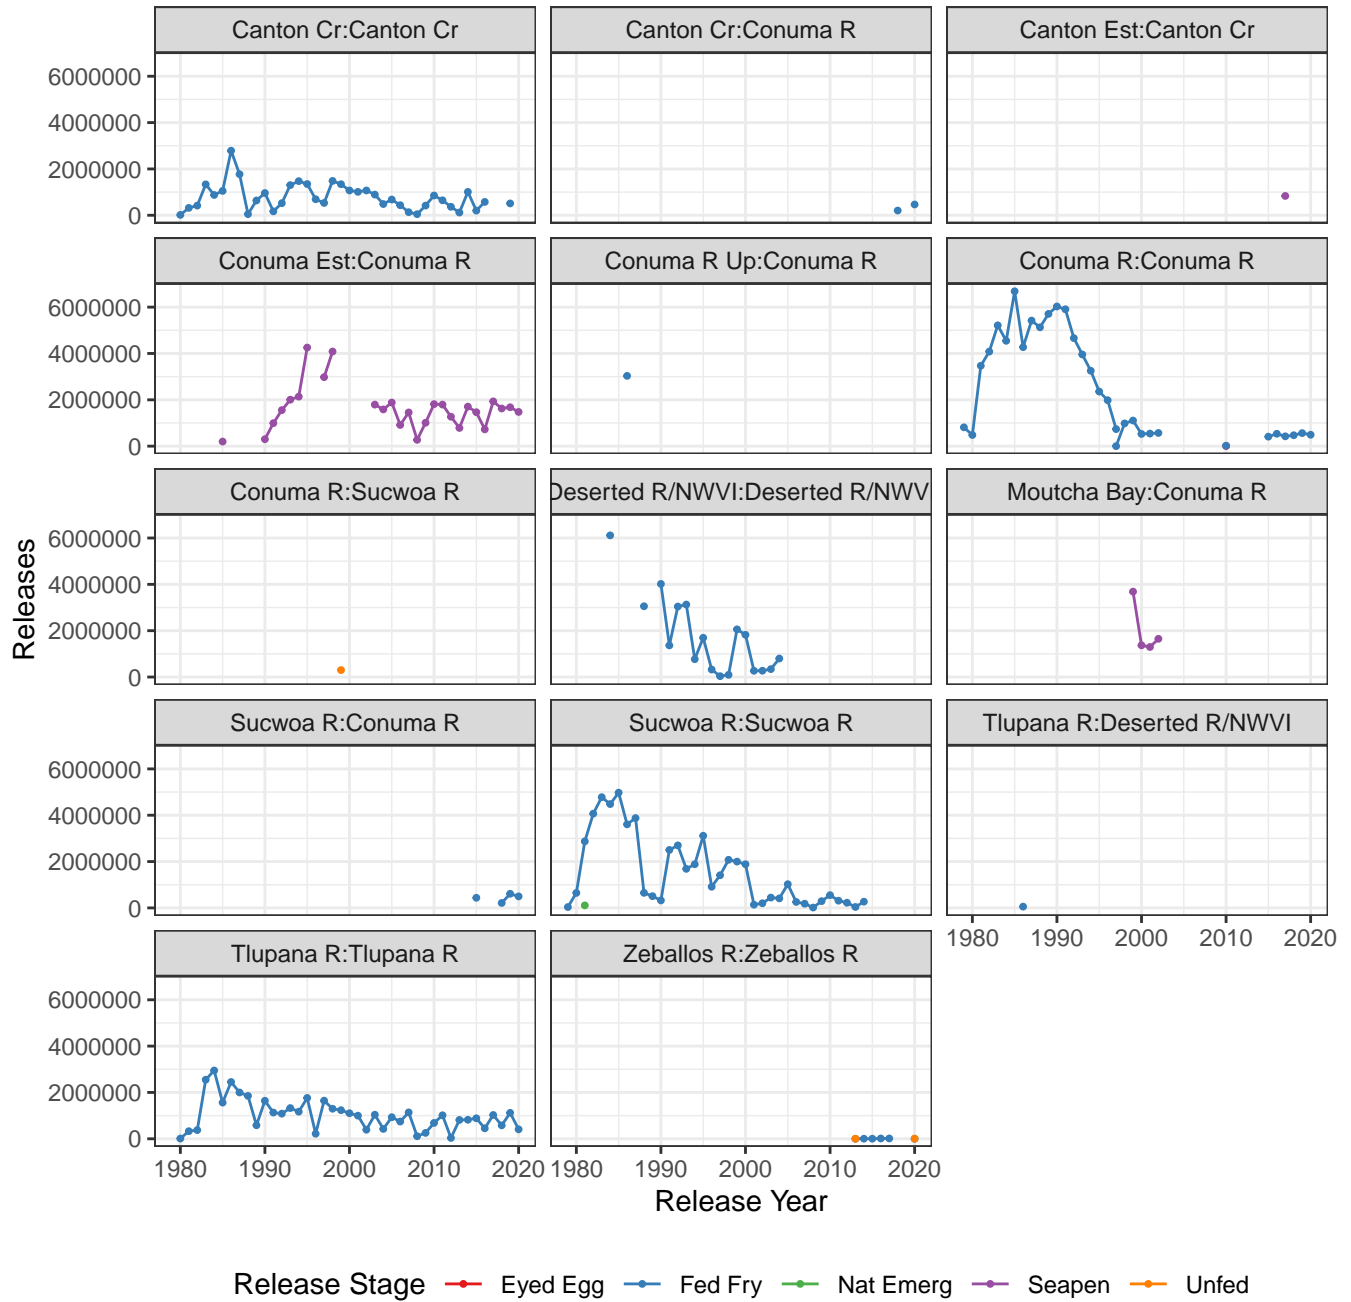 Canton Cr:Canton Cr
Canton Cr:Conuma R
Canton Est:Canton Cr
6000000
4000000
2000000
0
Conuma Est:Conuma R
Conuma R Up:Conuma R
Conuma R:Conuma R
6000000
4000000
2000000
0
Conuma R:Sucwoa R
Deserted R/NWVI:Deserted R/NWV
Moutcha Bay:Conuma R
6000000
4000000
2000000
0
Releases
Sucwoa R:Conuma R
Sucwoa R:Sucwoa R
Tlupana R:Deserted R/NWVI
6000000
4000000
2000000
0
1980 1990 2000 2010 2020
Tlupana R:Tlupana R
Zeballos R:Zeballos R
6000000
4000000
2000000
0
1980 1990 2000 2010 2020
1980 1990 2000 2010 2020
Release Year
Release Stage Eyed Egg Fed Fry Nat Emerg Seapen Unfed